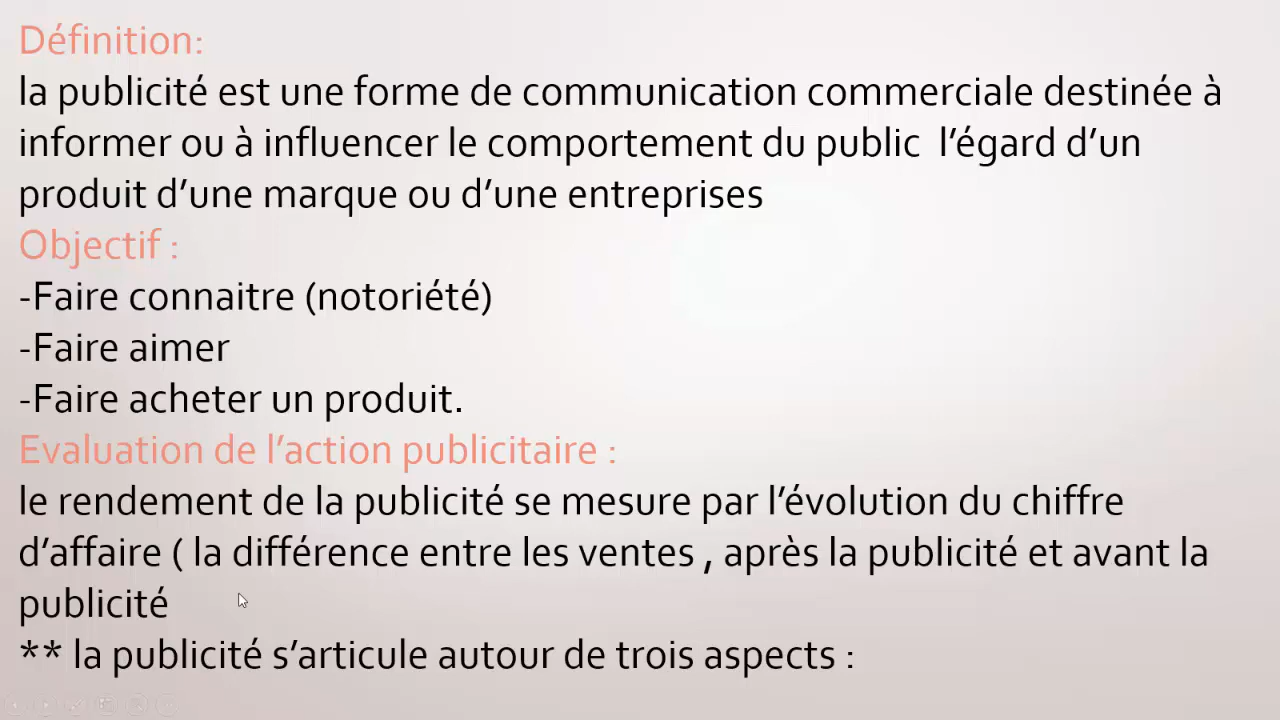 Définition:
la publicité est une forme de communication commerciale destinée à
informer ou à influencer le comportement du public  l’égard d’un
produit d’une marque ou d’une entreprises
Objectif :
-Faire connaitre (notoriété)
-Faire aimer
-Faire acheter un produit.
Evaluation de l’action publicitaire :
le rendement de la publicité se mesure par l’évolution du chiffre
d’affaire ( la différence entre les ventes , après la publicité et avant la
publicité
** la publicité s’articule autour de trois aspects :